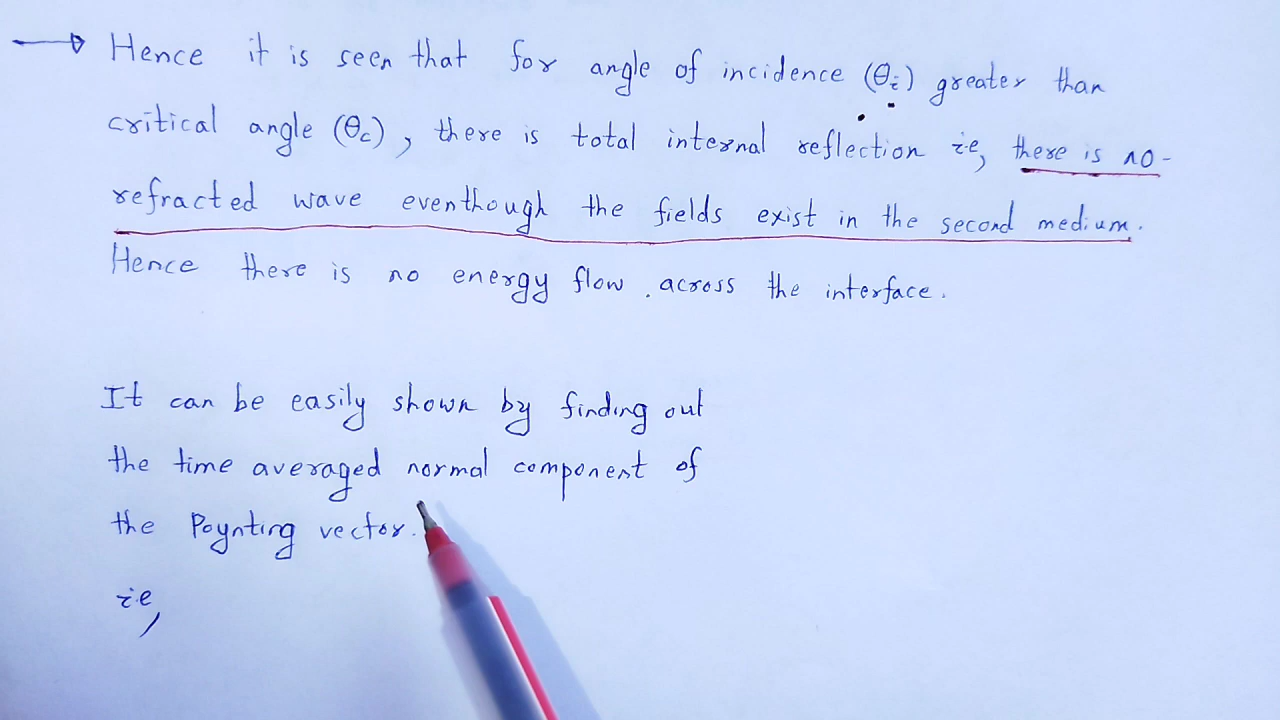 Hence it is seen that for angle of incidence (θi) greater than
critical angle (θc), there is total internal reflection ie, there is no-
refracted wave eventhough the fields exist in the second medium.
Hence there is no energy flow across the interface.
It can be easily shown by finding out
the time averaged normal component of
the Poynting vector.
ie,